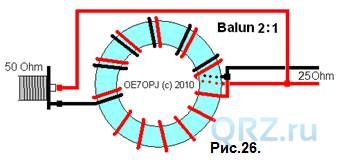 Balun 2:1
50 Ohm
OE7OPJ (c) 2010
25Ohm
ORZ.ru
Рис.26.